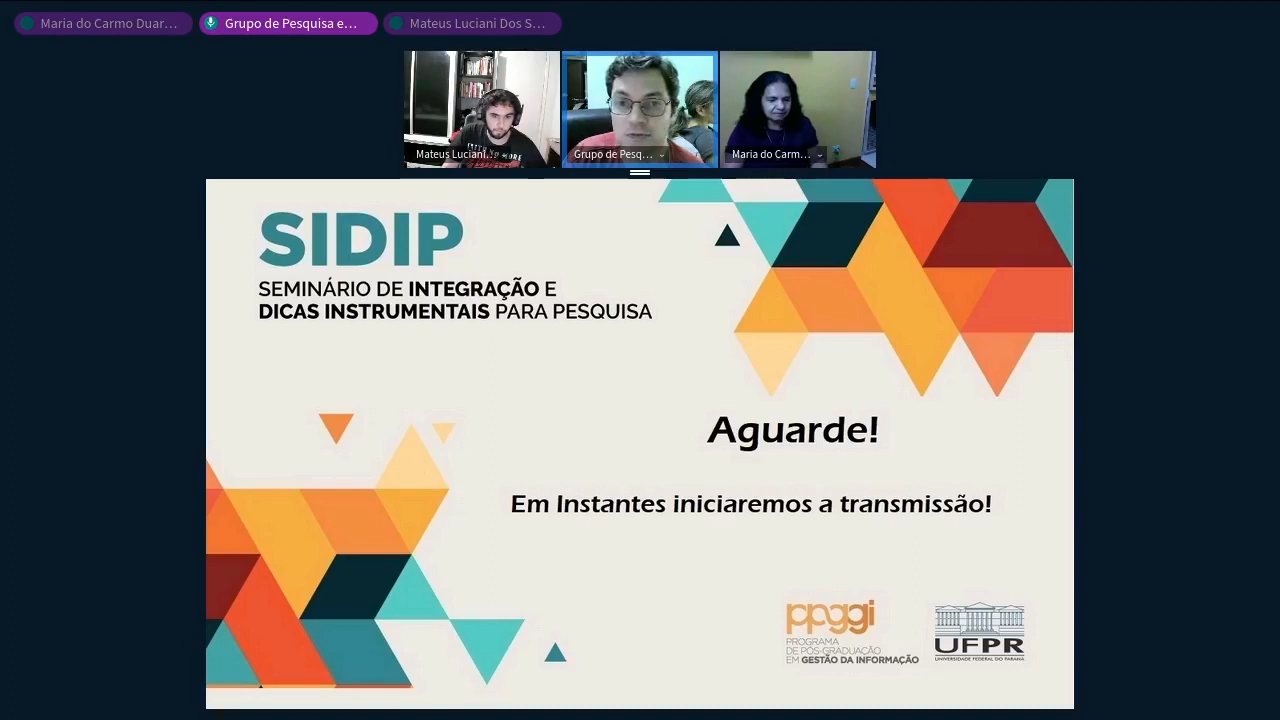 Maria do Carmo Duar...
Grupo de Pesquisa e...
Mateus Luciani Dos S...
Mateus Luciani...
Grupo de Pesq...
Maria do Carm...
SIDIP
SEMINÁRIO DE INTEGRAÇÃO E
DICAS INSTRUMENTAIS PARA PESQUISA
Aguarde!
Em Instantes iniciaremos a transmissão!
ppggi
PROGRAMA
DE PÓS-GRADUAÇÃO
EM GESTÃO DA INFORMAÇÃO
UFPR
UNIVERSIDADE FEDERAL DO PARANÁ